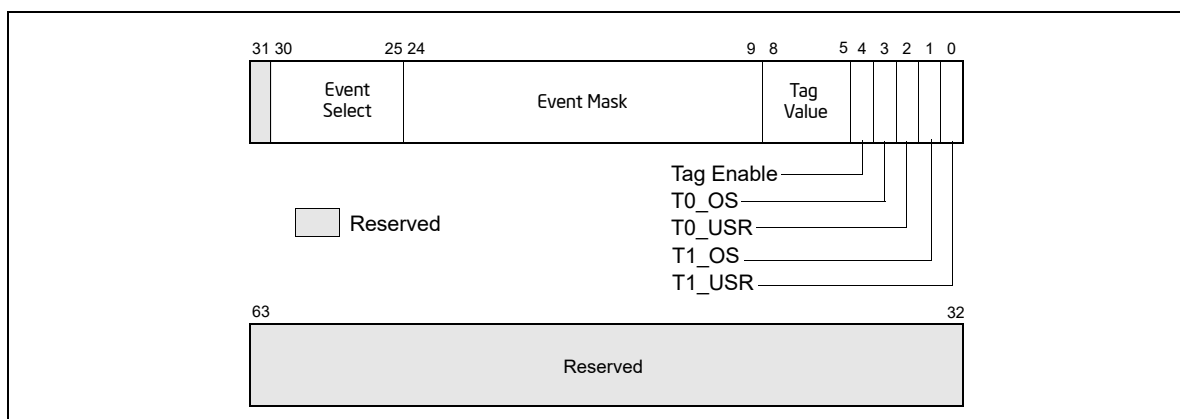 31 30 25 24 9 8 5 4 3 2 1 0
Event Select
Event Mask
Tag Value
Tag Enable
T0_OS
T0_USR
T1_OS
T1_USR
Reserved
63 32
Reserved